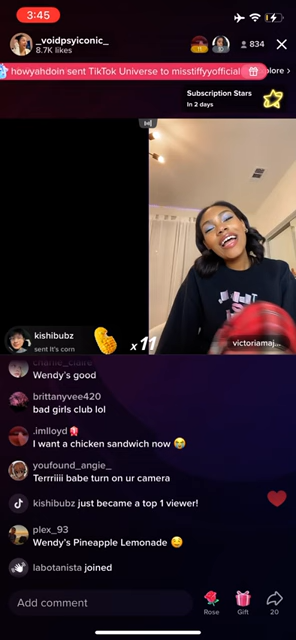 3:45
_voidpsyiconic_
8.7K likes
834
howyahdoin sent TikTok Universe to misstiffyyofficial
plore >
Subscription Stars
In 2 days
kishibubz
sent It's corn
x 11
victoriamaj...
charlie_claire
Wendy's good
brittanyvee420
bad girls club lol
.imlloyd
I want a chicken sandwich now 😂
youfound_angie_
Terrriiii babe turn on ur camera
kishibubz just became a top 1 viewer!
plex_93
Wendy's Pineapple Lemonade 😊
labotanista joined
Add comment
Rose
Gift
20